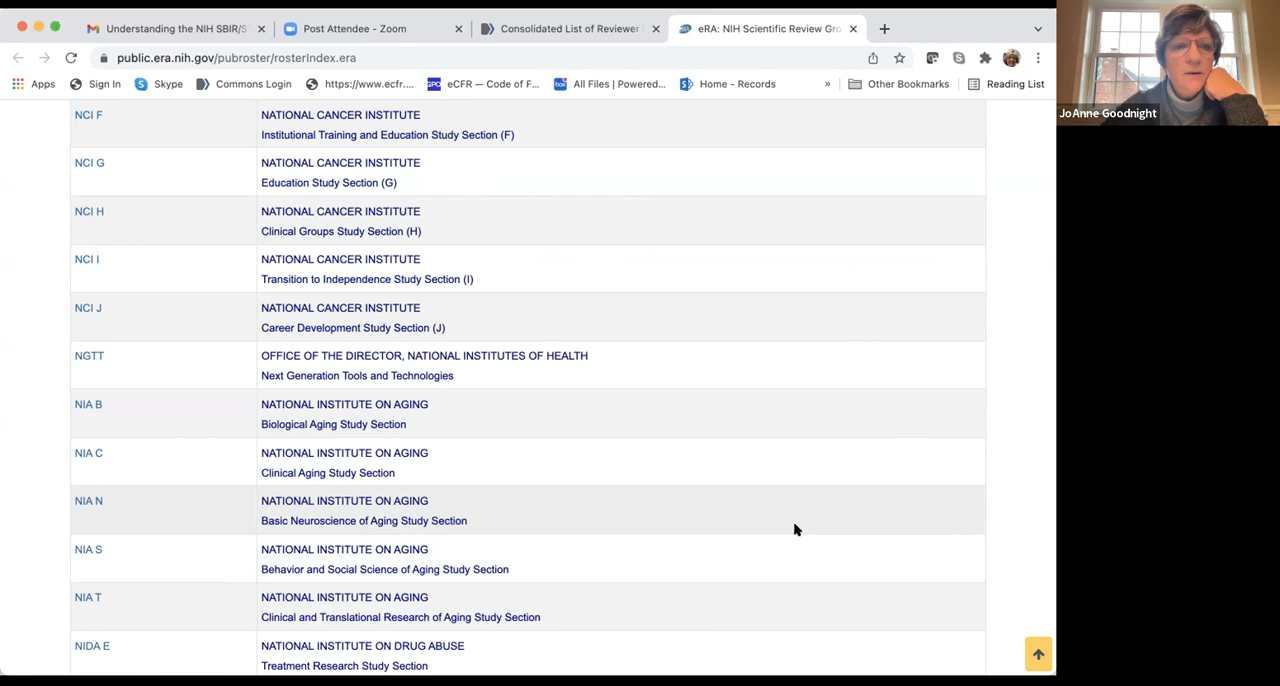 Understanding the NIH SBIR/S
Post Attendee - Zoom
Consolidated List of Reviewer
eRA: NIH Scientific Review Gro
public.era.nih.gov/pubroster/rosterIndex.era
Apps
Sign In
Skype
Commons Login
https://www.ecfr....
GPO
eCFR — Code of F...
All Files | Powered...
Home - Records
»
Other Bookmarks
Reading List
JoAnne Goodnight
NCI F
NATIONAL CANCER INSTITUTE
Institutional Training and Education Study Section (F)
NCI G
NATIONAL CANCER INSTITUTE
Education Study Section (G)
NCI H
NATIONAL CANCER INSTITUTE
Clinical Groups Study Section (H)
NCI I
NATIONAL CANCER INSTITUTE
Transition to Independence Study Section (I)
NCI J
NATIONAL CANCER INSTITUTE
Career Development Study Section (J)
NGTT
OFFICE OF THE DIRECTOR, NATIONAL INSTITUTES OF HEALTH
Next Generation Tools and Technologies
NIA B
NATIONAL INSTITUTE ON AGING
Biological Aging Study Section
NIA C
NATIONAL INSTITUTE ON AGING
Clinical Aging Study Section
NIA N
NATIONAL INSTITUTE ON AGING
Basic Neuroscience of Aging Study Section
NIA S
NATIONAL INSTITUTE ON AGING
Behavior and Social Science of Aging Study Section
NIA T
NATIONAL INSTITUTE ON AGING
Clinical and Translational Research of Aging Study Section
NIDA E
NATIONAL INSTITUTE ON DRUG ABUSE
Treatment Research Study Section